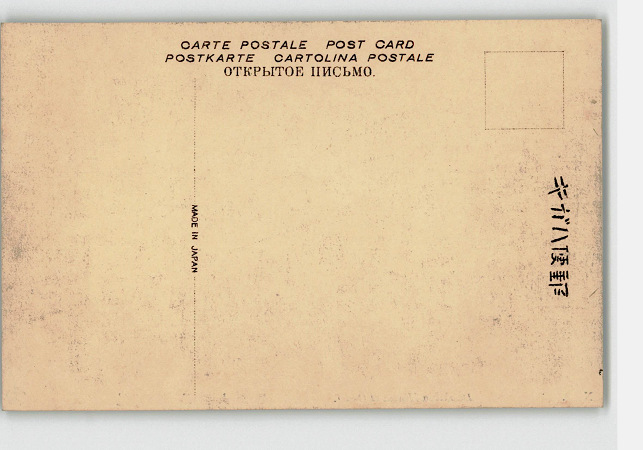 CARTE POSTALE POST CARD
POSTKARTE CARTOLINA POSTALE
ОТКРЫТОЕ ПИСЬМО.
MADE IN JAPAN
郵便ハガキ